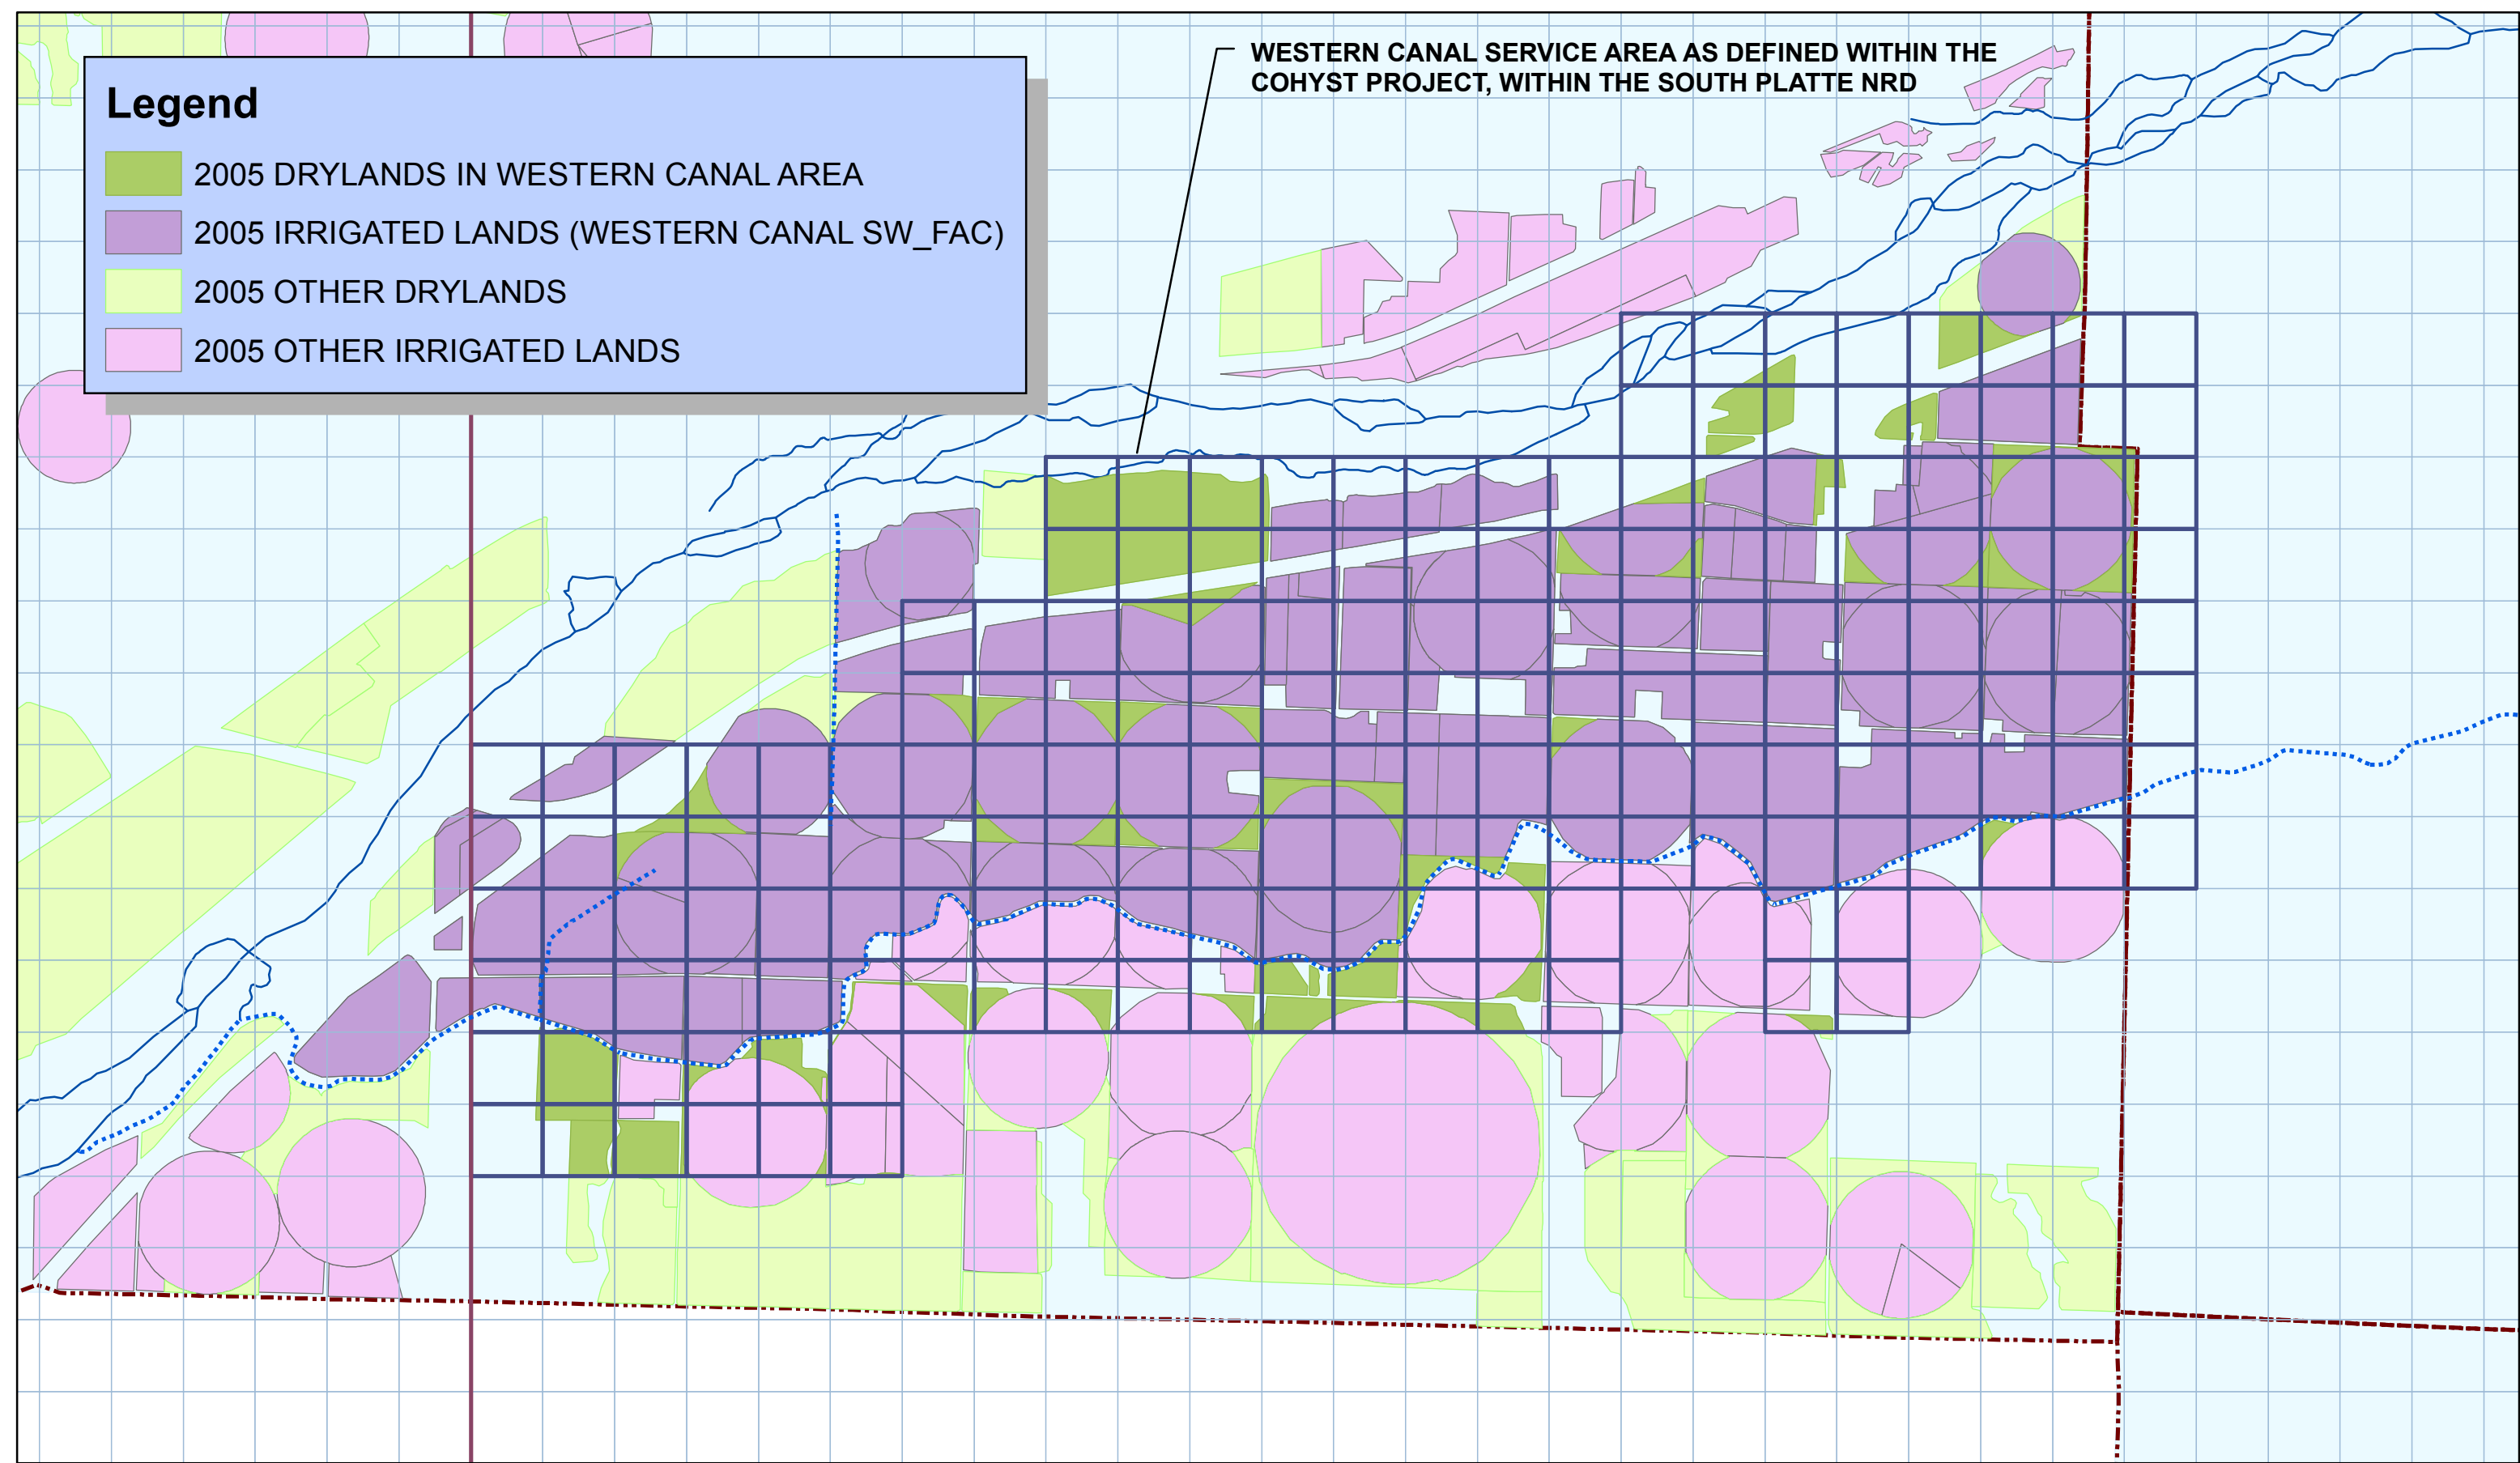 WESTERN CANAL SERVICE AREA AS DEFINED WITHIN THE
COHYST PROJECT, WITHIN THE SOUTH PLATTE NRD
Legend
2005 DRYLANDS IN WESTERN CANAL AREA
2005 IRRIGATED LANDS (WESTERN CANAL SW_FAC)
2005 OTHER DRYLANDS
2005 OTHER IRRIGATED LANDS